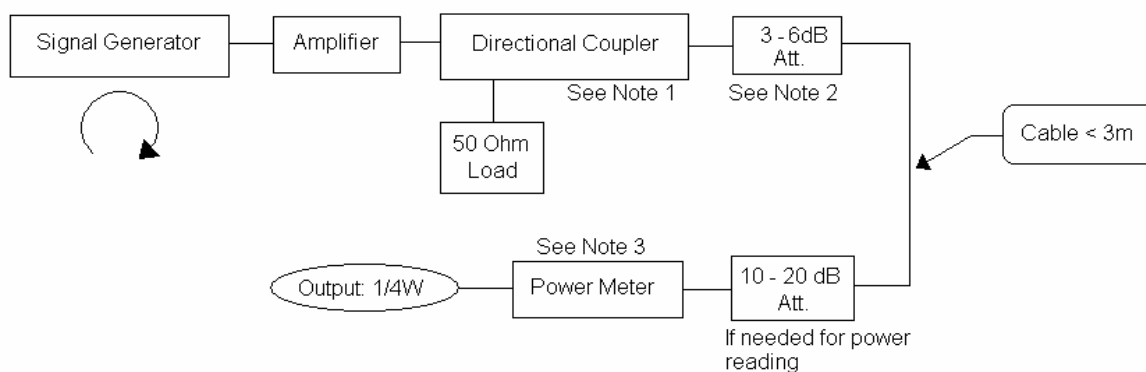 Signal Generator
Amplifier
Directional Coupler
3 - 6dB
Att.
See Note 1
See Note 2
50 Ohm
Load
Cable < 3m
See Note 3
Output: 1/4W
Power Meter
10 - 20 dB
Att.
If needed for power
reading